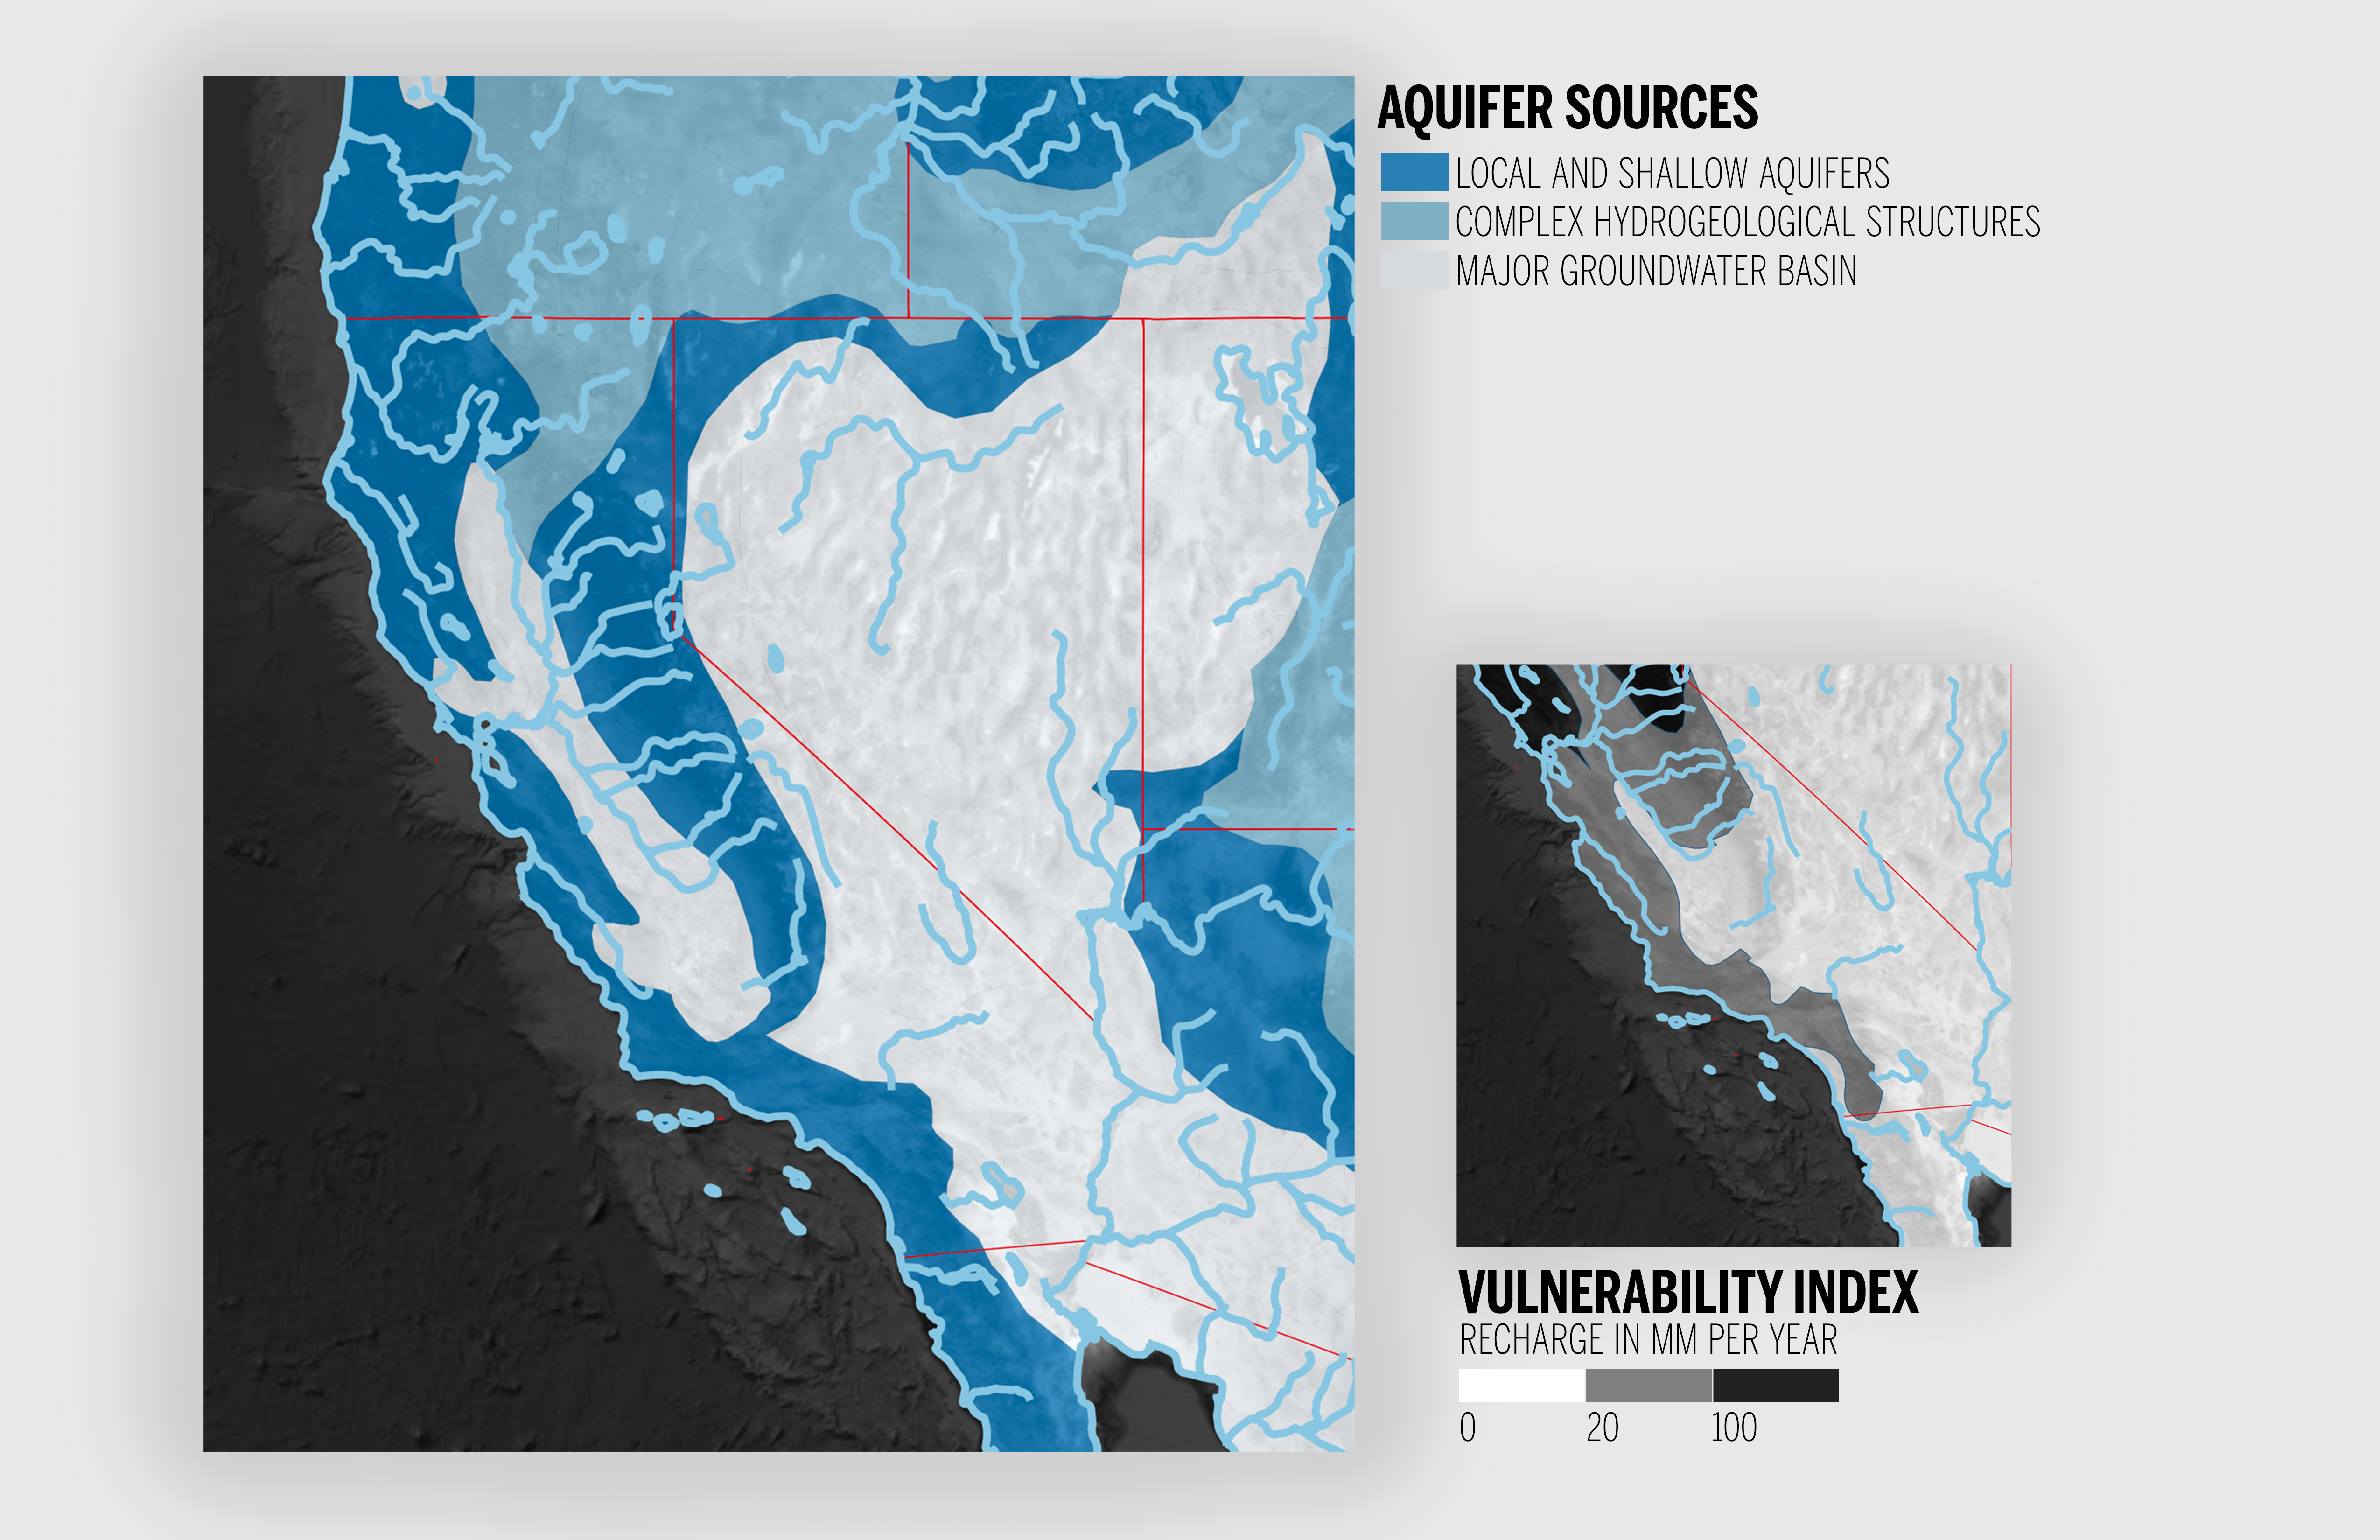 AQUIFER SOURCES
LOCAL AND SHALLOW AQUIFERS
COMPLEX HYDROGEOLOGICAL STRUCTURES
MAJOR GROUNDWATER BASIN
VULNERABILITY INDEX
RECHARGE IN MM PER YEAR
0 20 100